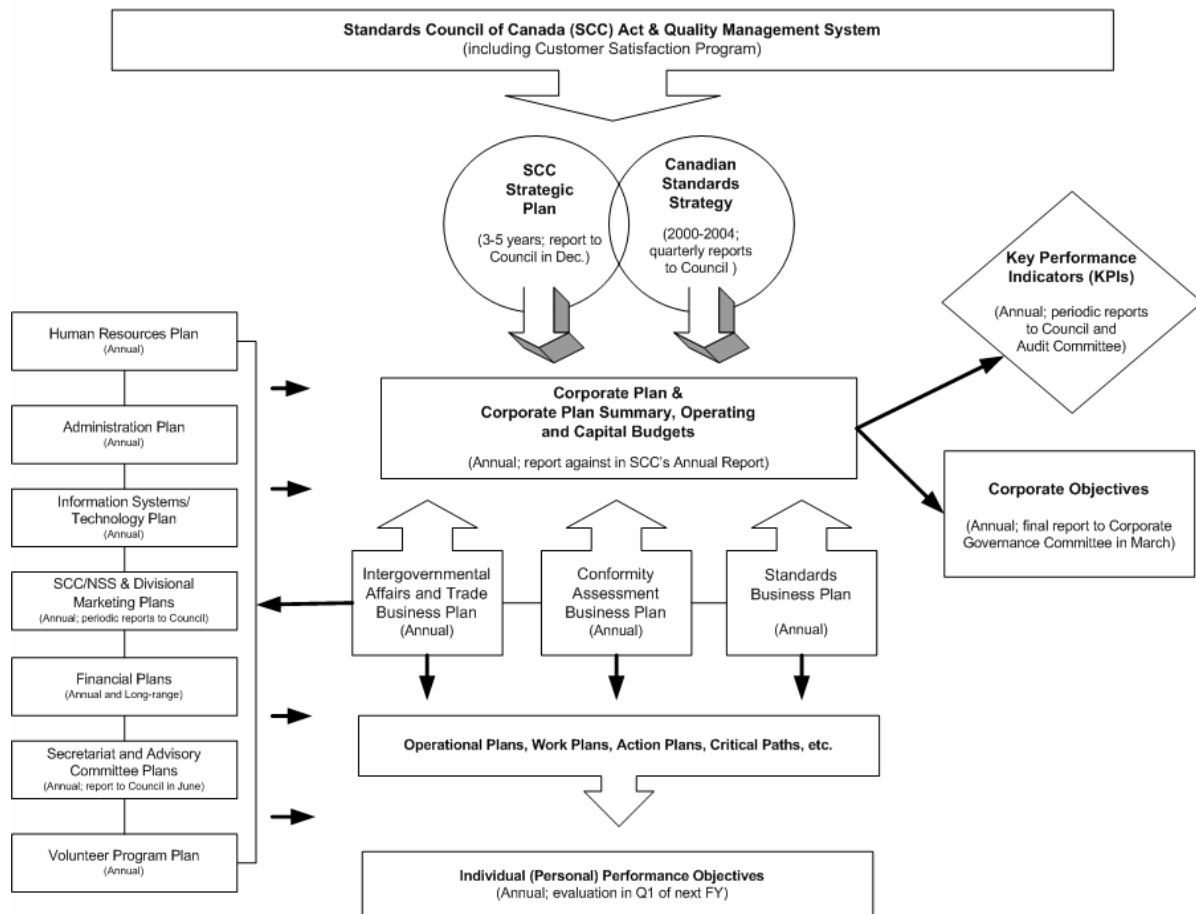 Standards Council of Canada (SCC) Act & Quality Management System
(including Customer Satisfaction Program)
SCC
Strategic
Plan
(3-5 years; report to
Council in Dec.)
Canadian
Standards
Strategy
(2000-2004;
quarterly reports
to Council )
Key Performance
Indicators (KPIs)
(Annual; periodic reports
to Council and
Audit Committee)
Human Resources Plan
(Annual)
Administration Plan
(Annual)
Information Systems/
Technology Plan
(Annual)
SCC/NSS & Divisional
Marketing Plans
(Annual; periodic reports to Council)
Financial Plans
(Annual and Long-range)
Secretariat and Advisory
Committee Plans
(Annual; report to Council in June)
Volunteer Program Plan
(Annual)
Corporate Plan &
Corporate Plan Summary, Operating
and Capital Budgets
(Annual; report against in SCC's Annual Report)
Corporate Objectives
(Annual; final report to Corporate
Governance Committee in March)
Intergovernmental
Affairs and Trade
Business Plan
(Annual)
Conformity
Assessment
Business Plan
(Annual)
Standards
Business Plan
(Annual)
Operational Plans, Work Plans, Action Plans, Critical Paths, etc.
Individual (Personal) Performance Objectives
(Annual; evaluation in Q1 of next FY)